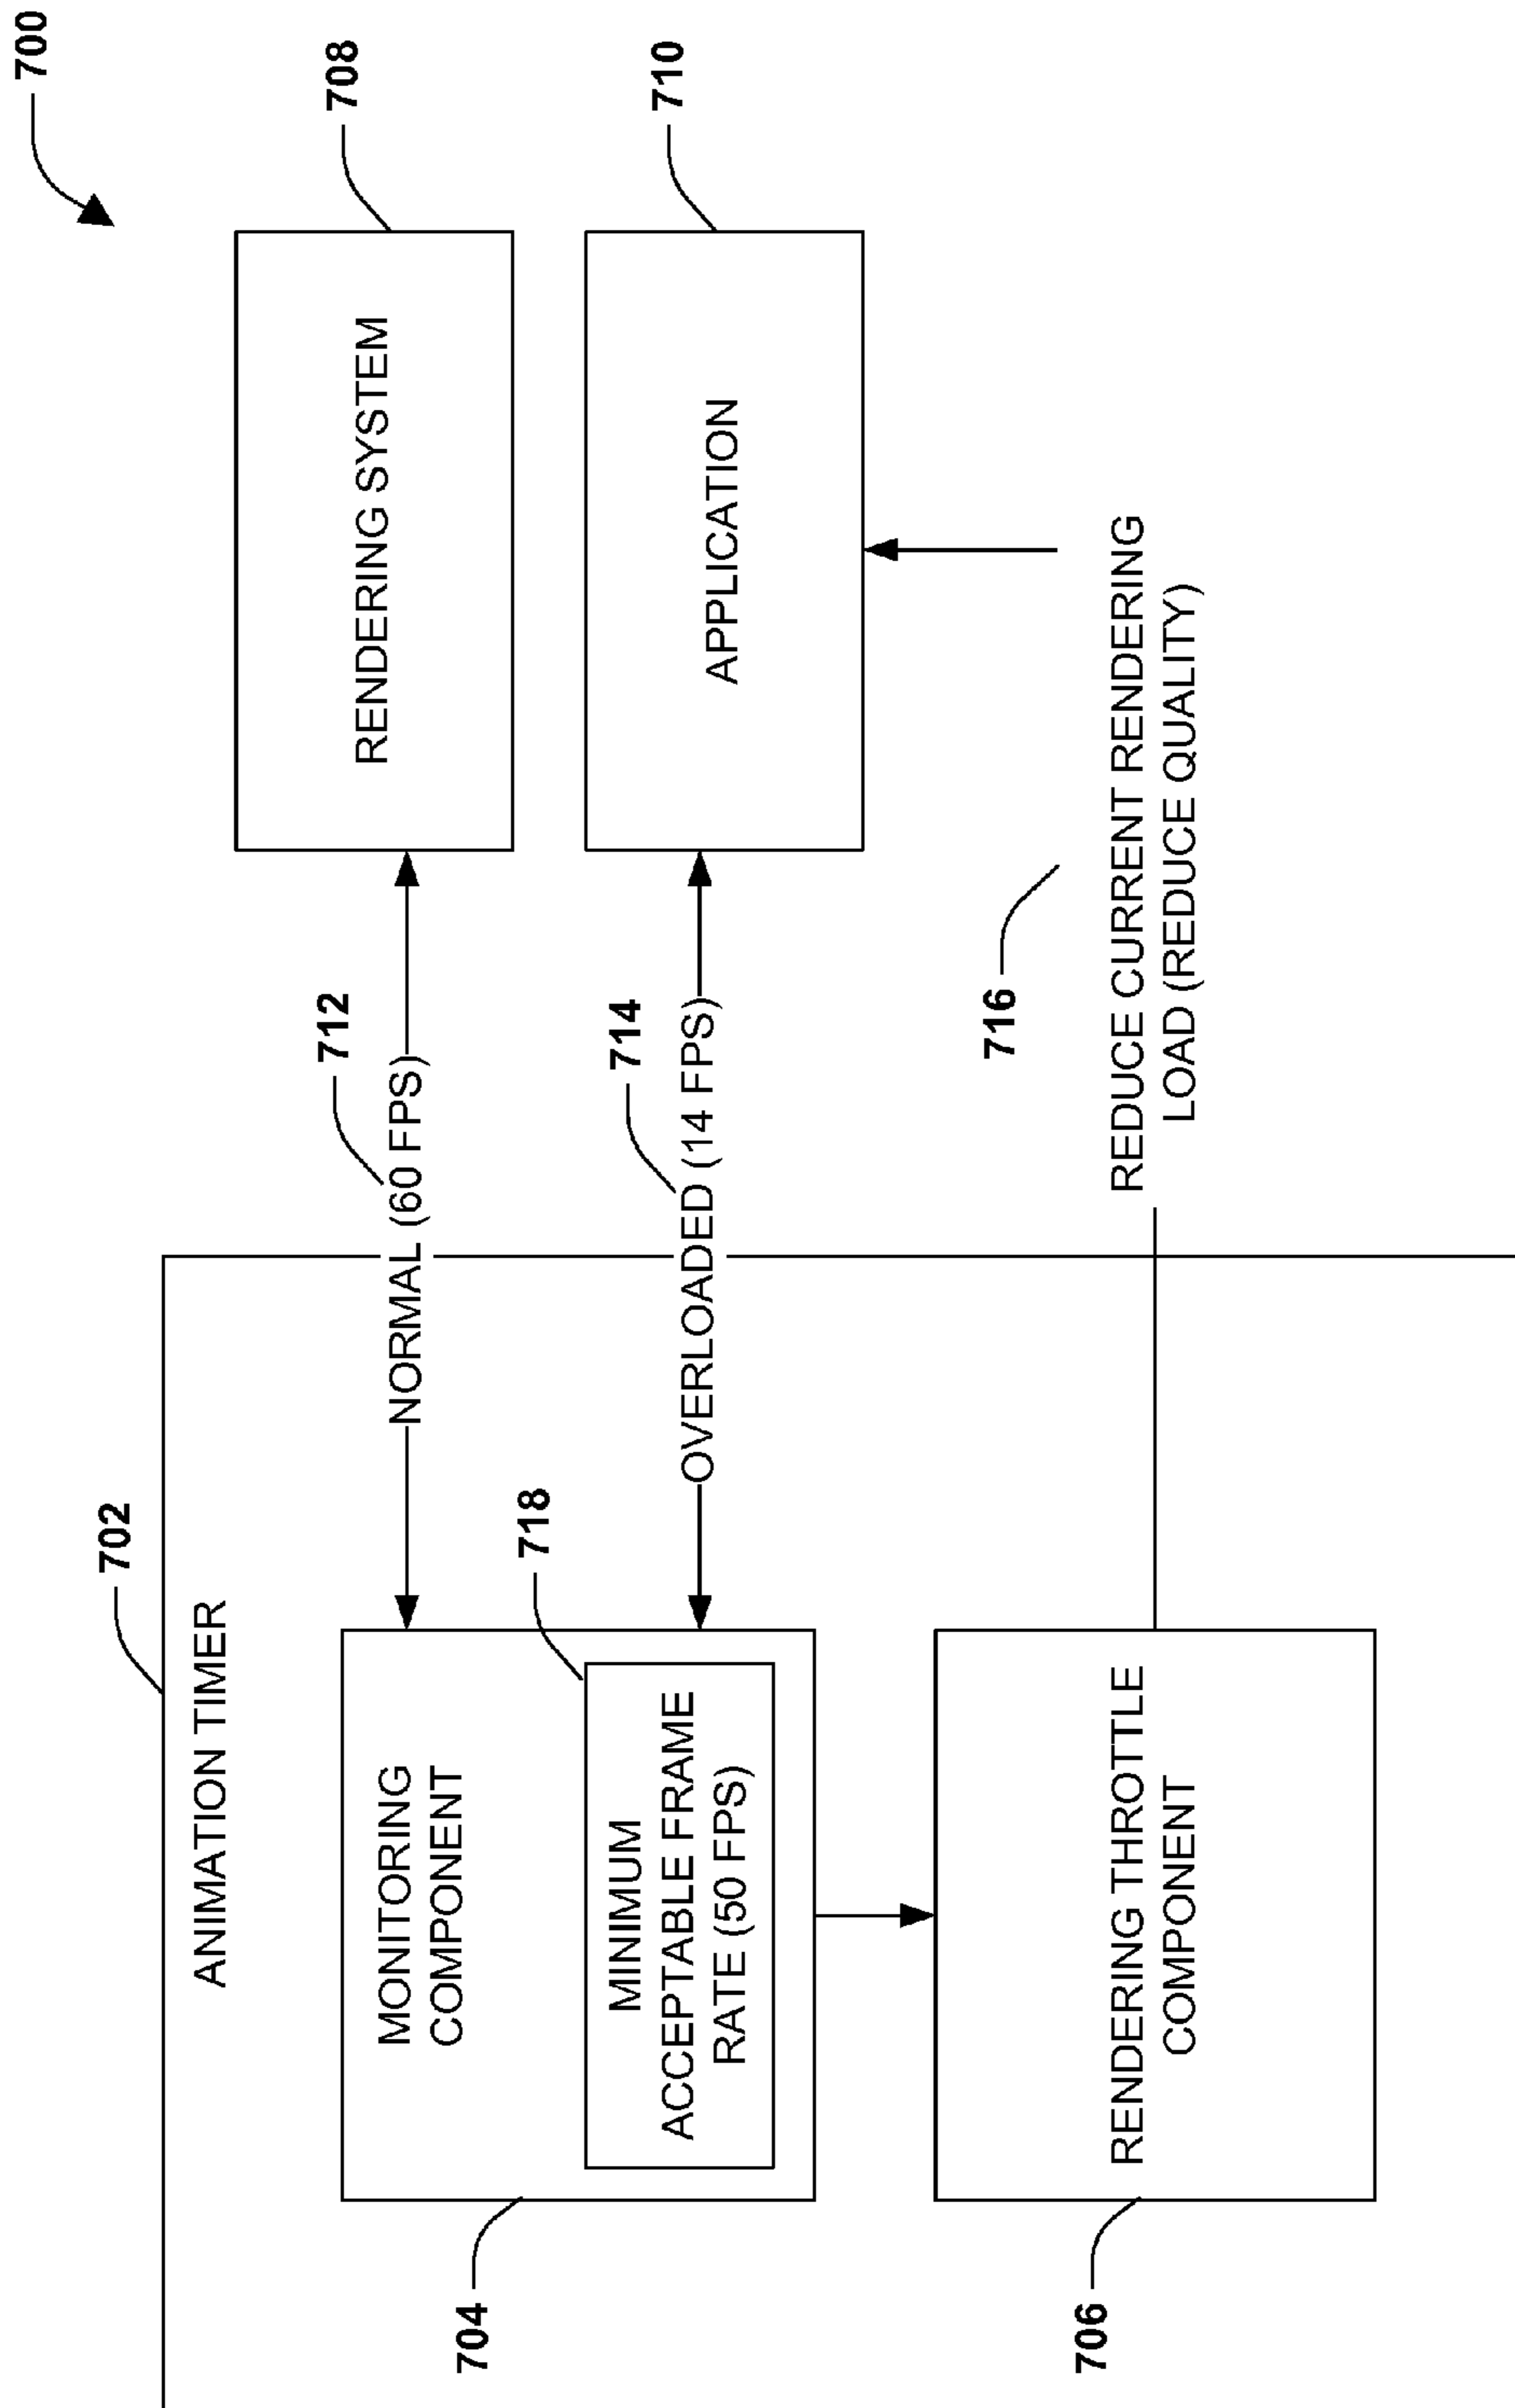 700
702
ANIMATION TIMER
704
MONITORING
COMPONENT
718
MINIMUM
ACCEPTABLE FRAME
RATE (50 FPS)
712
NORMAL (60 FPS)
708
RENDERING SYSTEM
714
OVERLOADED (14 FPS)
710
APPLICATION
706
RENDERING THROTTLE
COMPONENT
716
REDUCE CURRENT RENDERING
LOAD (REDUCE QUALITY)